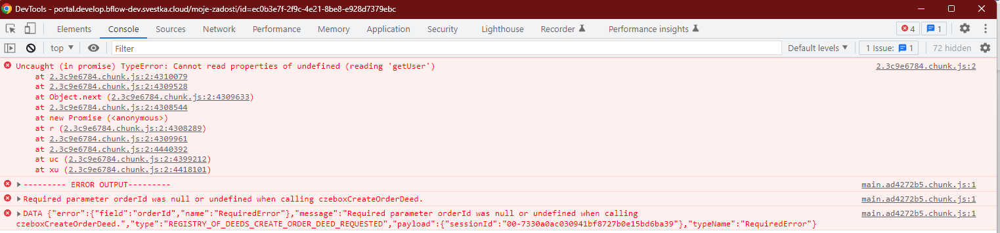 DevTools - portal.develop.bflow-dev.svestka.cloud/moje-zadosti/id=ec0b3e7f-2f9c-4e21-8be8-e928d7379ebc
Elements Console Sources Network Performance Memory Application Security Lighthouse Recorder Performance insights 4 1
top Filter Default levels 1 Issue: 1 72 hidden
Uncaught (in promise) TypeError: Cannot read properties of undefined (reading 'getUser') 2.3c9e6784.chunk.js:2
at 2.3c9e6784.chunk.js:2:4310079
at 2.3c9e6784.chunk.js:2:4309528
at Object.next (2.3c9e6784.chunk.js:2:4309633)
at 2.3c9e6784.chunk.js:2:4308544
at new Promise (<anonymous>)
at r (2.3c9e6784.chunk.js:2:4308289)
at 2.3c9e6784.chunk.js:2:4309961
at 2.3c9e6784.chunk.js:2:4440392
at uc (2.3c9e6784.chunk.js:2:4399212)
at xu (2.3c9e6784.chunk.js:2:4418101)
--------- ERROR OUTPUT--------- main.ad4272b5.chunk.js:1
Required parameter orderId was null or undefined when calling czeboxCreateOrderDeed. main.ad4272b5.chunk.js:1
DATA {"error":{"field":"orderId","name":"RequiredError"},"message":"Required parameter orderId was null or undefined when calling main.ad4272b5.chunk.js:1
czeboxCreateOrderDeed.","type":"REGISTRY_OF_DEEDS_CREATE_ORDER_DEED_REQUESTED","payload":{"sessionId":"00-7330a0ac030941bf8727b0e15bd6ba39"},"typeName":"RequiredError"}